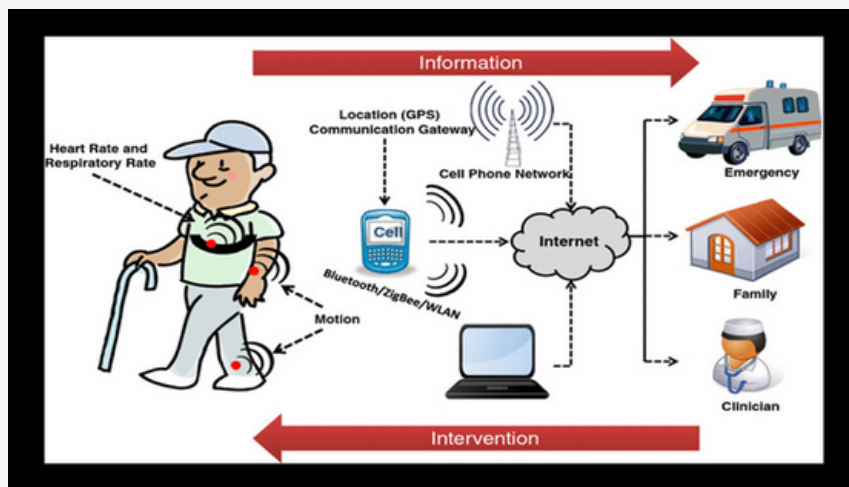 Information
Location (GPS)
Communication Gateway
Heart Rate and
Respiratory Rate
Cell Phone Network
Emergency
Cell
Internet
Bluetooth/ZigBee/WLAN
Family
Motion
Clinician
Intervention